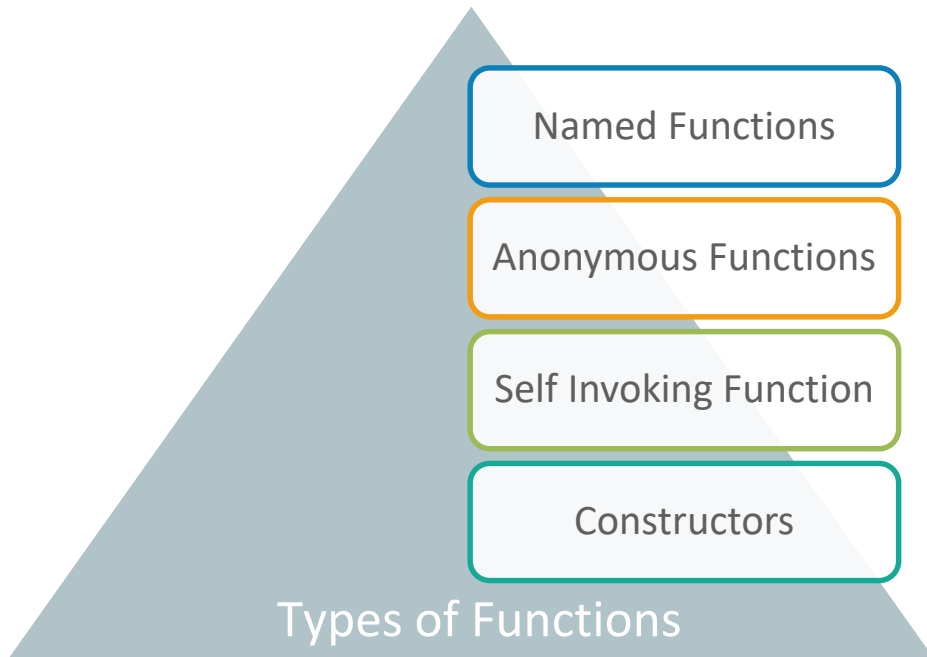 Named Functions
Anonymous Functions
Self Invoking Function
Constructors
Types of Functions